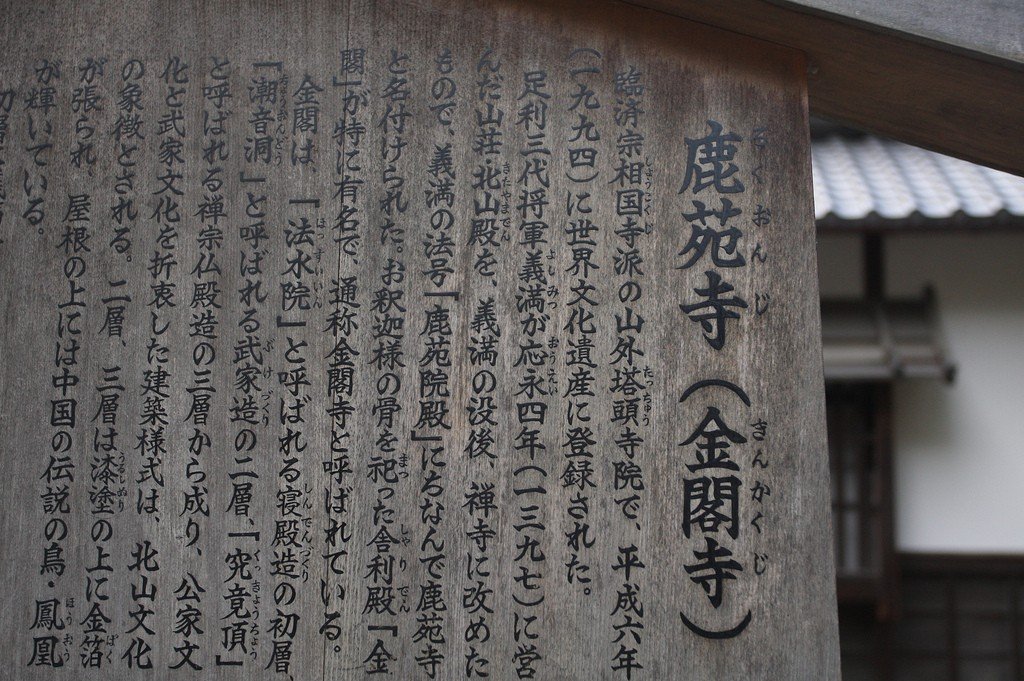 鹿苑寺（金閣寺）
臨済宗相国寺派の山外塔頭寺院で、平成六年
（一九九四）に世界文化遺産に登録された。
足利三代将軍義満が応永四年（一三九七）に営
んだ山荘・北山殿を、義満の没後、禅寺に改めた
もので、義満の法号「鹿苑院殿」にちなんで鹿苑寺
と名付けられた。お釈迦様の骨を祀った舎利殿「金
閣」が特に有名で、通称金閣寺と呼ばれている。
金閣は、「法水院」と呼ばれる寝殿造の初層、
「潮音洞」と呼ばれる武家造の二層、「究竟頂」
と呼ばれる禅宗仏殿造の三層から成り、公家文
化と武家文化を折衷した建築様式は、北山文化
の象徴とされる。二層、三層は漆塗の上に金箔
が張られ、屋根の上には中国の伝説の鳥・鳳凰
が輝いている。